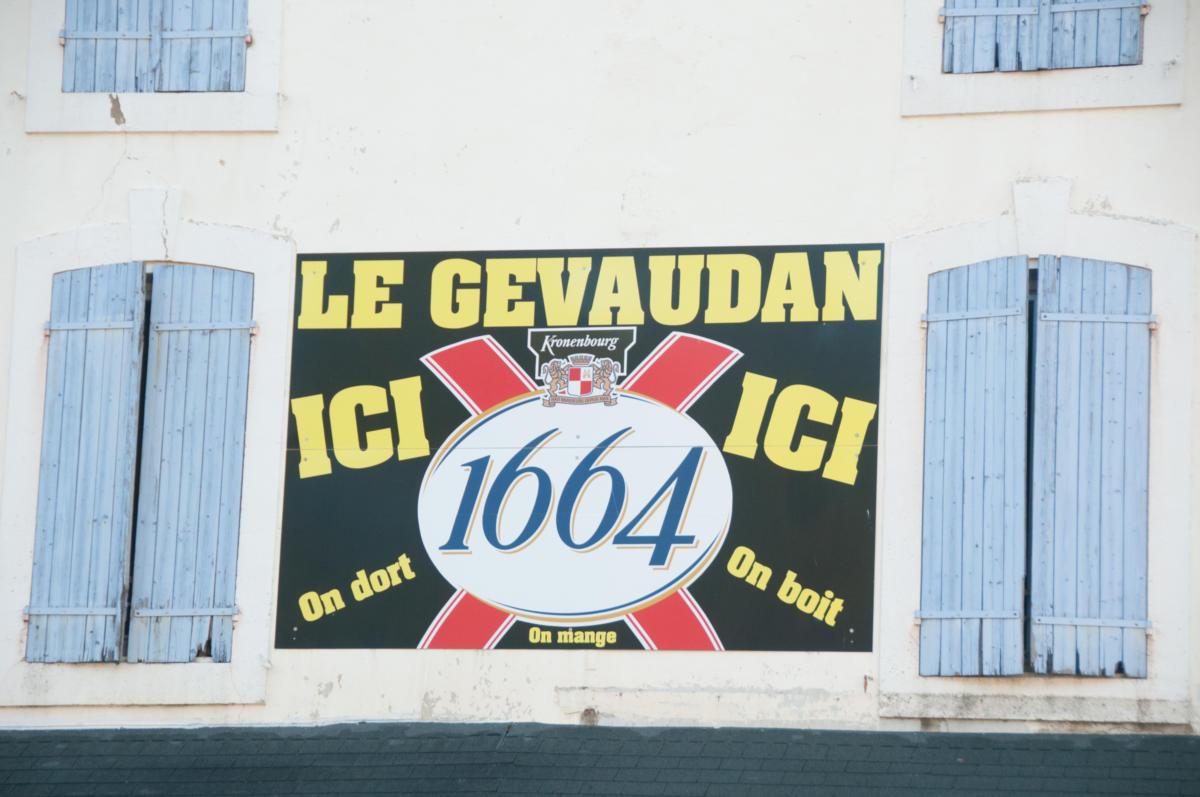 LE GEVAUDAN
Kronenbourg
ICI
ICI
1664
On dort
On boit
On mange